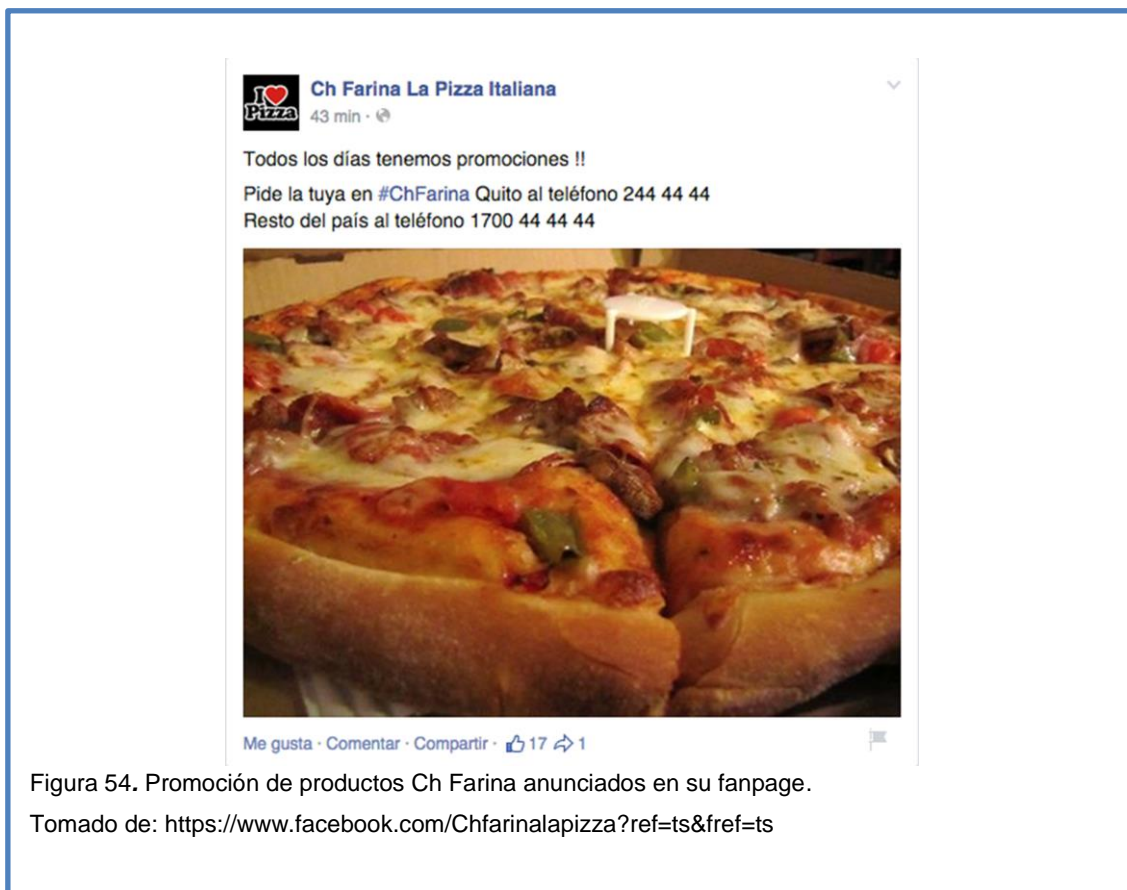 I
Pizza
Ch Farina La Pizza Italiana
43 min ·
Todos los días tenemos promociones !!
Pide la tuya en #ChFarina Quito al teléfono 244 44 44
Resto del país al teléfono 1700 44 44 44
Me gusta · Comentar · Compartir · 17 1
Figura 54. Promoción de productos Ch Farina anunciados en su fanpage.
Tomado de: https://www.facebook.com/Chfarinalapizza?ref=ts&fref=ts